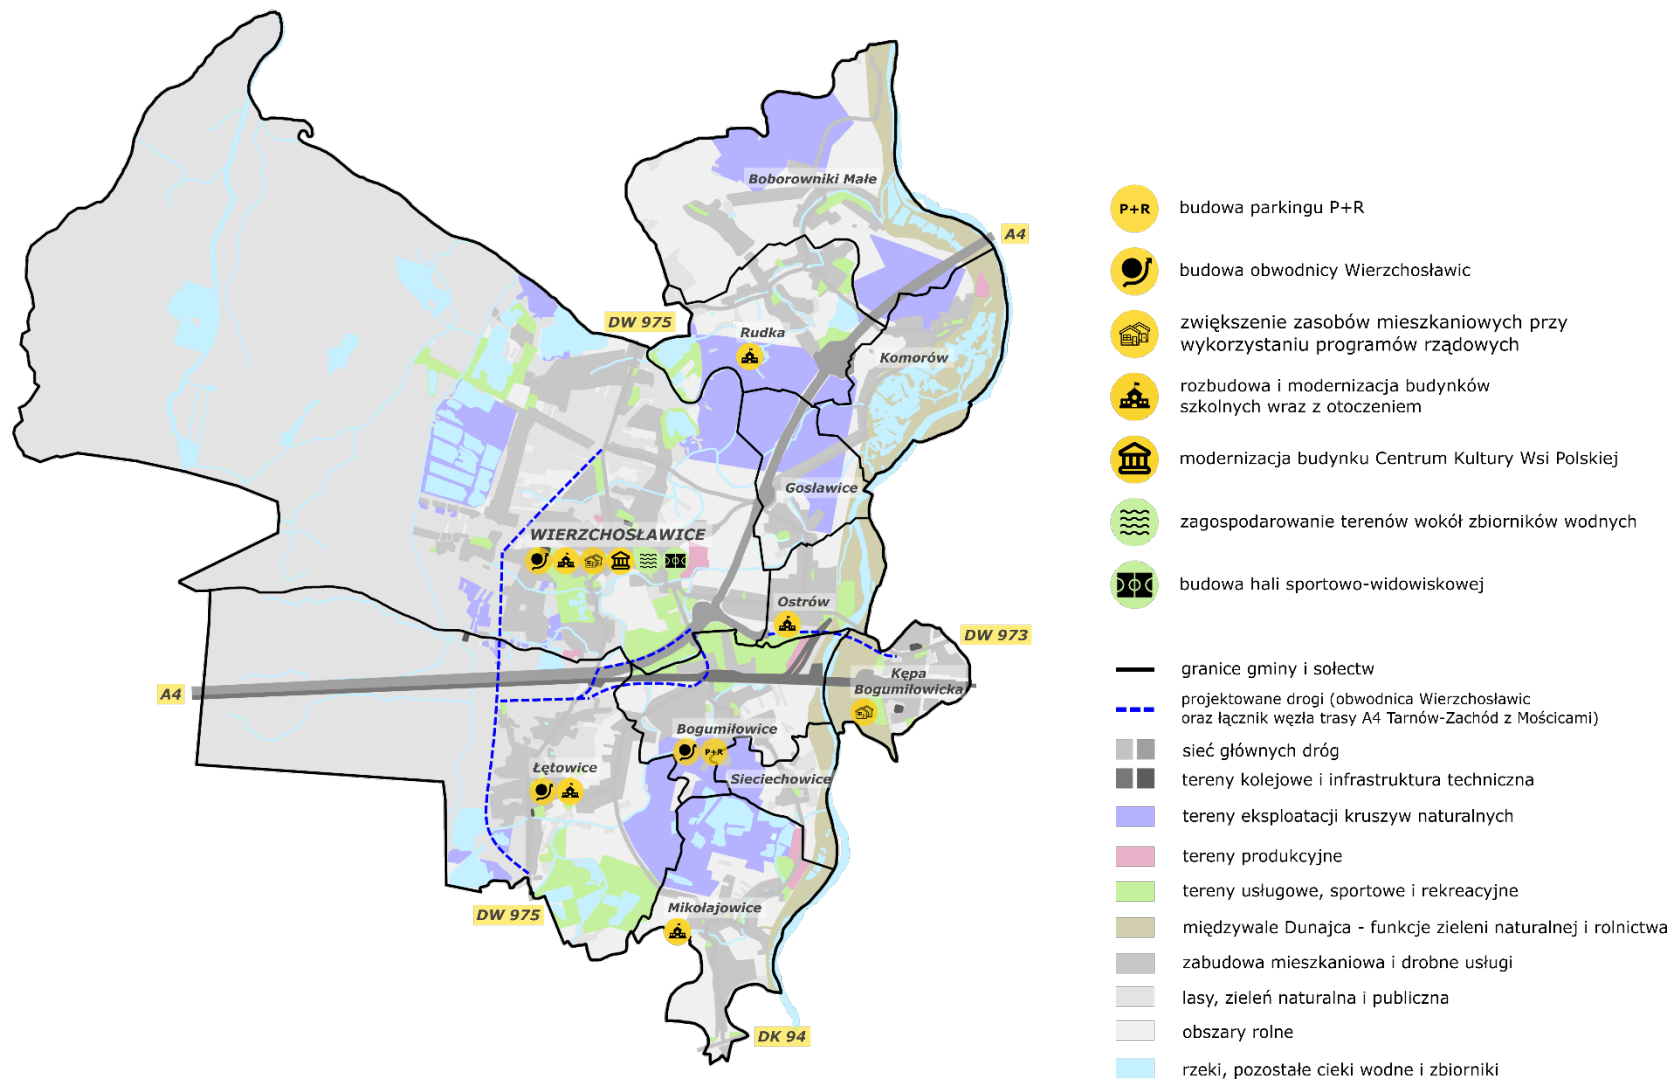 Boborowniki Małe
A4
DW 975
Rudka
Komorów
Gosławice
WIERZCHOSŁAWICE
Ostrów
DW 973
Kępa
Bogumiłowicka
A4
Bogumiłowice
P+R
Sieciechowice
Łętowice
DW 975
Mikołajowice
DK 94
P+R
budowa parkingu P+R
budowa obwodnicy Wierzchosławic
zwiększenie zasobów mieszkaniowych przy
wykorzystaniu programów rządowych
rozbudowa i modernizacja budynków
szkolnych wraz z otoczeniem
modernizacja budynku Centrum Kultury Wsi Polskiej
zagospodarowanie terenów wokół zbiorników wodnych
budowa hali sportowo-widowiskowej
granice gminy i sołectw
projektowane drogi (obwodnica Wierzchosławic
oraz łącznik węzła trasy A4 Tarnów-Zachód z Mościcami)
sieć głównych dróg
tereny kolejowe i infrastruktura techniczna
tereny eksploatacji kruszyw naturalnych
tereny produkcyjne
tereny usługowe, sportowe i rekreacyjne
międzywale Dunajca - funkcje zieleni naturalnej i rolnictwa
zabudowa mieszkaniowa i drobne usługi
lasy, zieleń naturalna i publiczna
obszary rolne
rzeki, pozostałe cieki wodne i zbiorniki